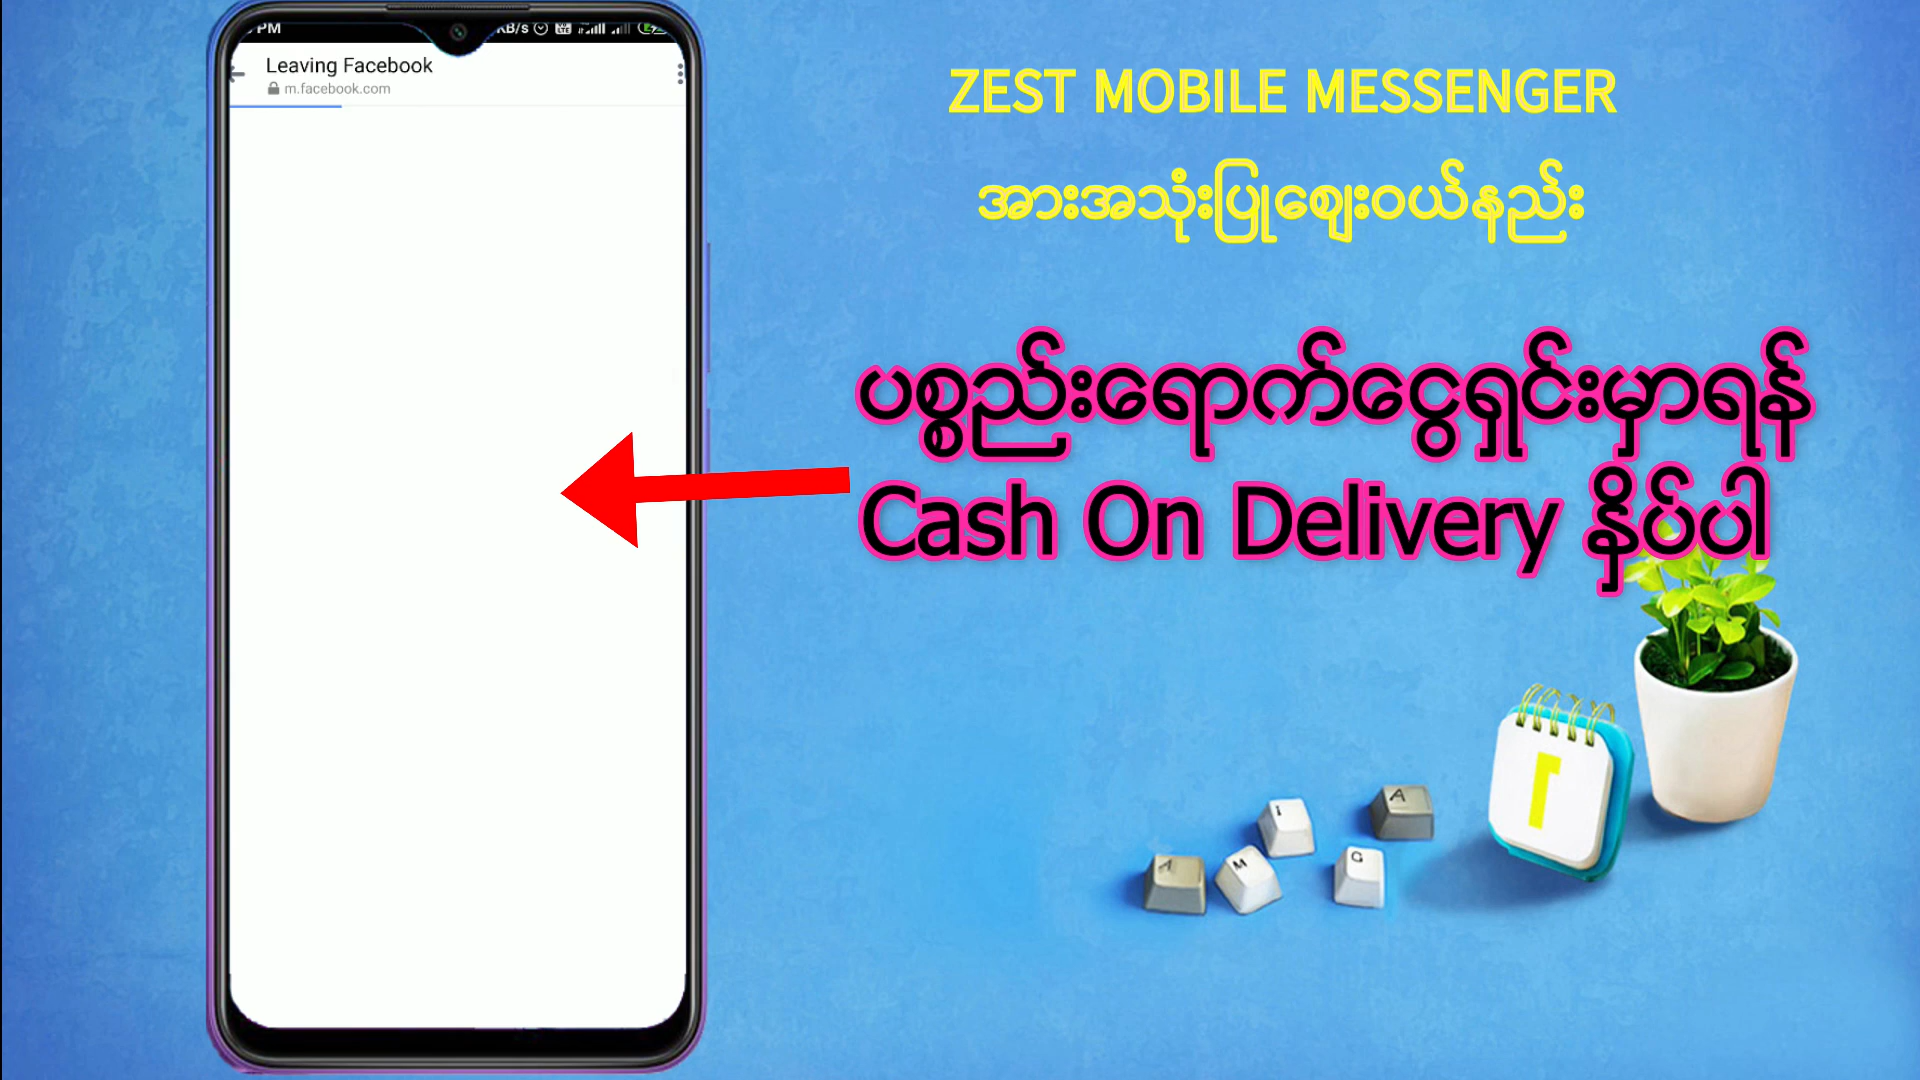 PM
KB/s
Leaving Facebook
m.facebook.com
ZEST MOBILE MESSENGER
အားအသုံးပြုဈေးဝယ်နည်း
ပစ္စည်းရောက်ငွေရှင်းမှာရန်
Cash On Delivery နှိပ်ပါ
I A
A M G
1